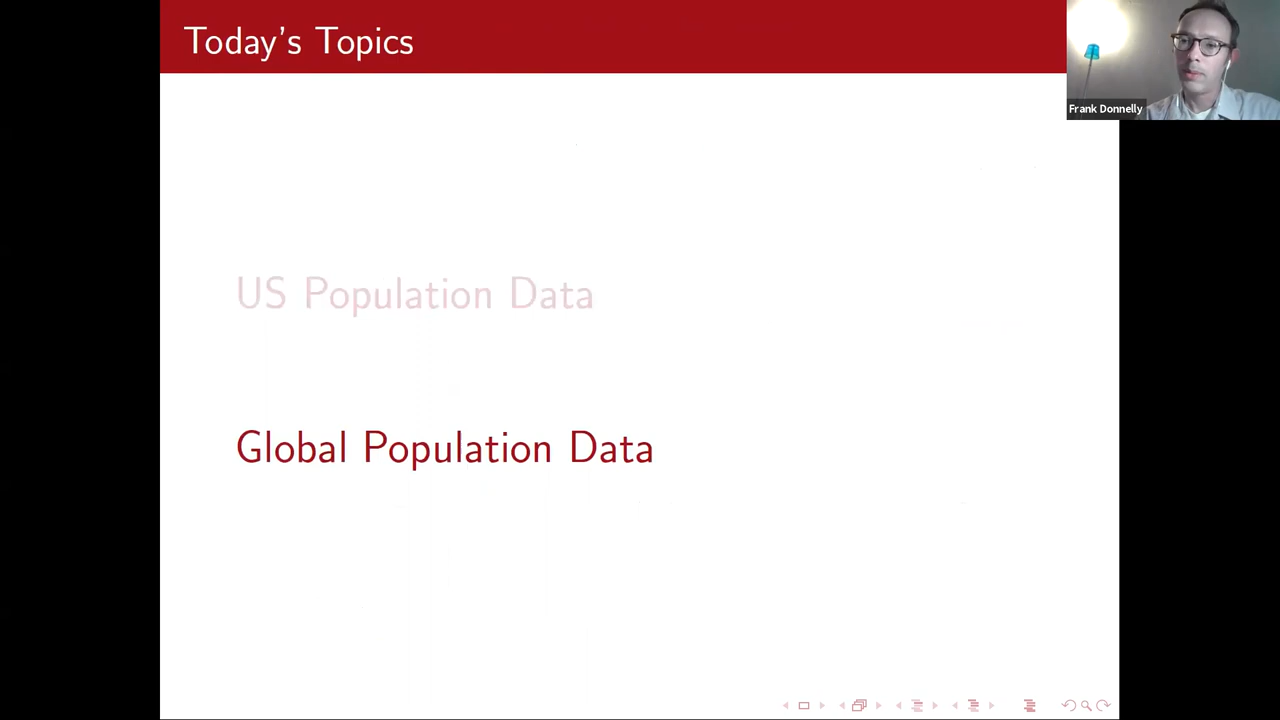 Today's Topics
Frank Donnelly
US Population Data
Global Population Data